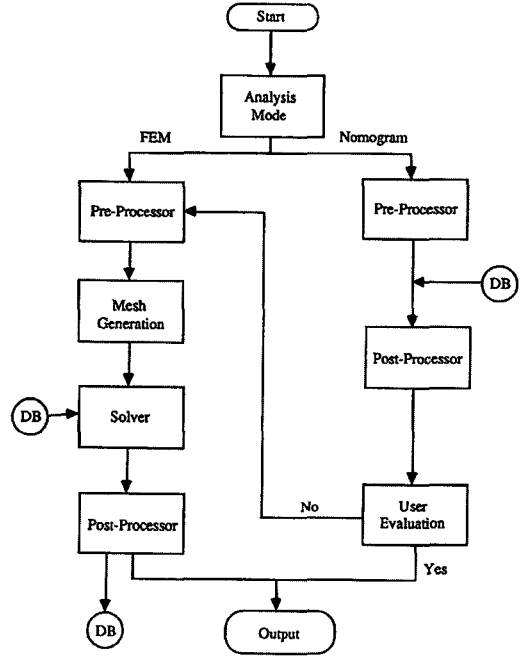 Start
Analysis
Mode
FEM
Nomogram
Pre-Processor
Pre-Processor
DB
Mesh
Generation
Post-Processor
DB
Solver
Post-Processor
No
User
Evaluation
Yes
DB
Output